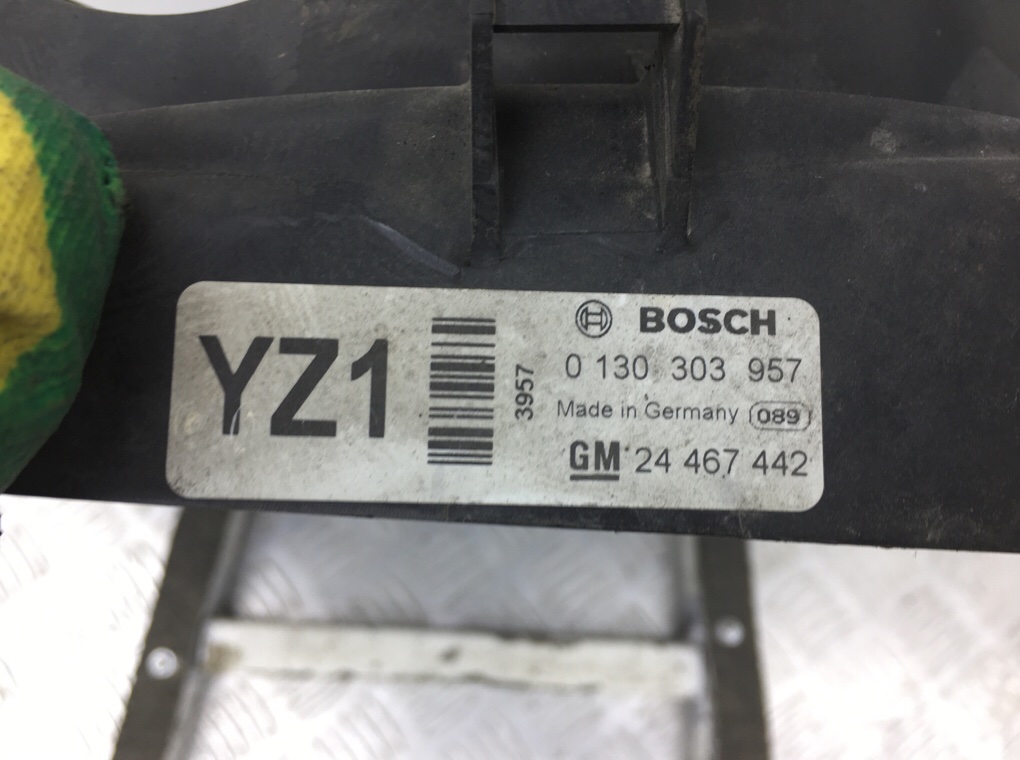 YZ1
3957
BOSCH
0 130 303 957
Made in Germany 089
GM 24 467 442